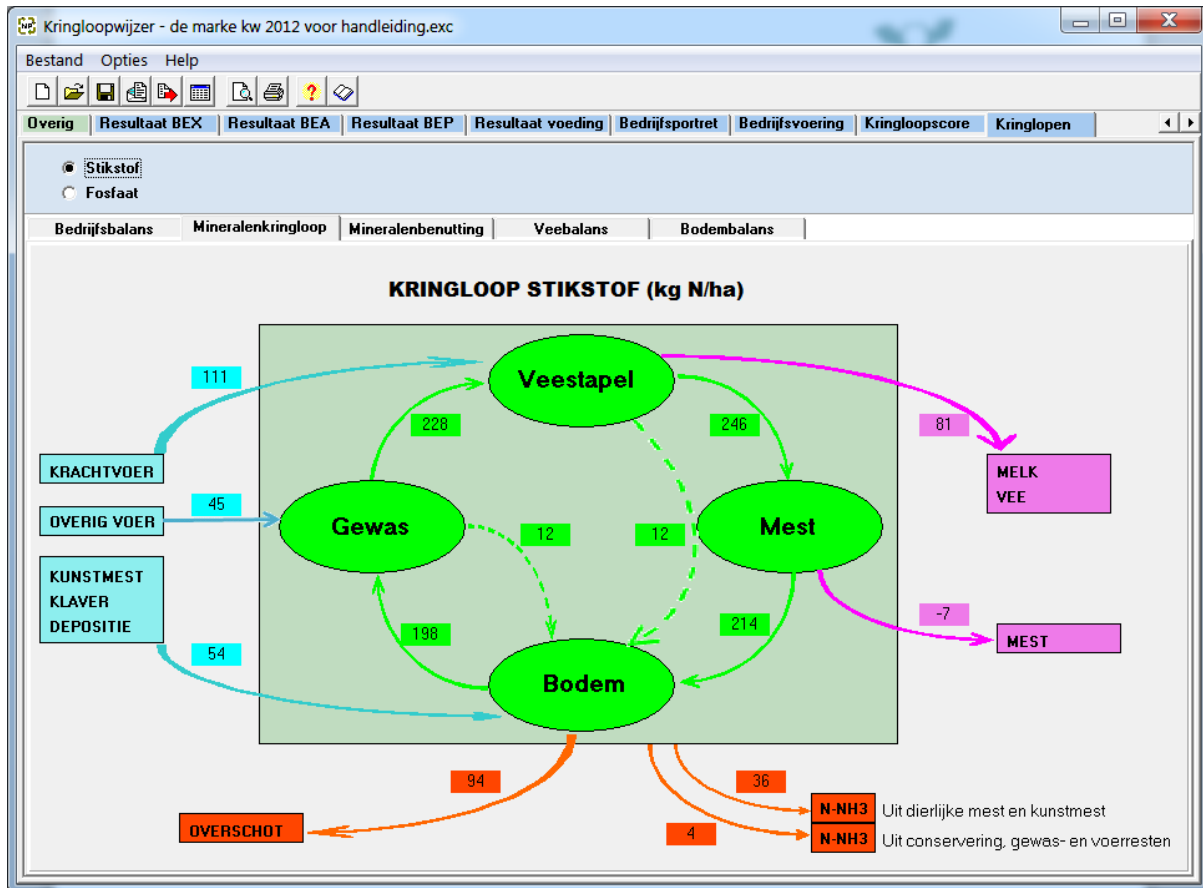 Kringloopwijzer - de marke kw 2012 voor handleiding.exc
Bestand Opties Help
Overig Resultaat BEX Resultaat BEA Resultaat BEP Resultaat voeding Bedrijfsportret Bedrijfsvoering Kringloopscore Kringlopen
Stikstof
Fosfaat
Bedrijfsbalans Mineralenkringloop Mineralenbenutting Veebalans Bodembalans
KRINGLOOP STIKSTOF (kg N/ha)
Veestapel
111
228
246
81
KRACHTVOER
MELK
VEE
45
OVERIG VOER
Gewas
12
12
Mest
KUNSTMEST
KLAVER
DEPOSITIE
198
214
-7
MEST
54
Bodem
94
36
OVERSCHOT
N-NH3 Uit dierlijke mest en kunstmest
4
N-NH3 Uit conservering, gewas- en voerresten